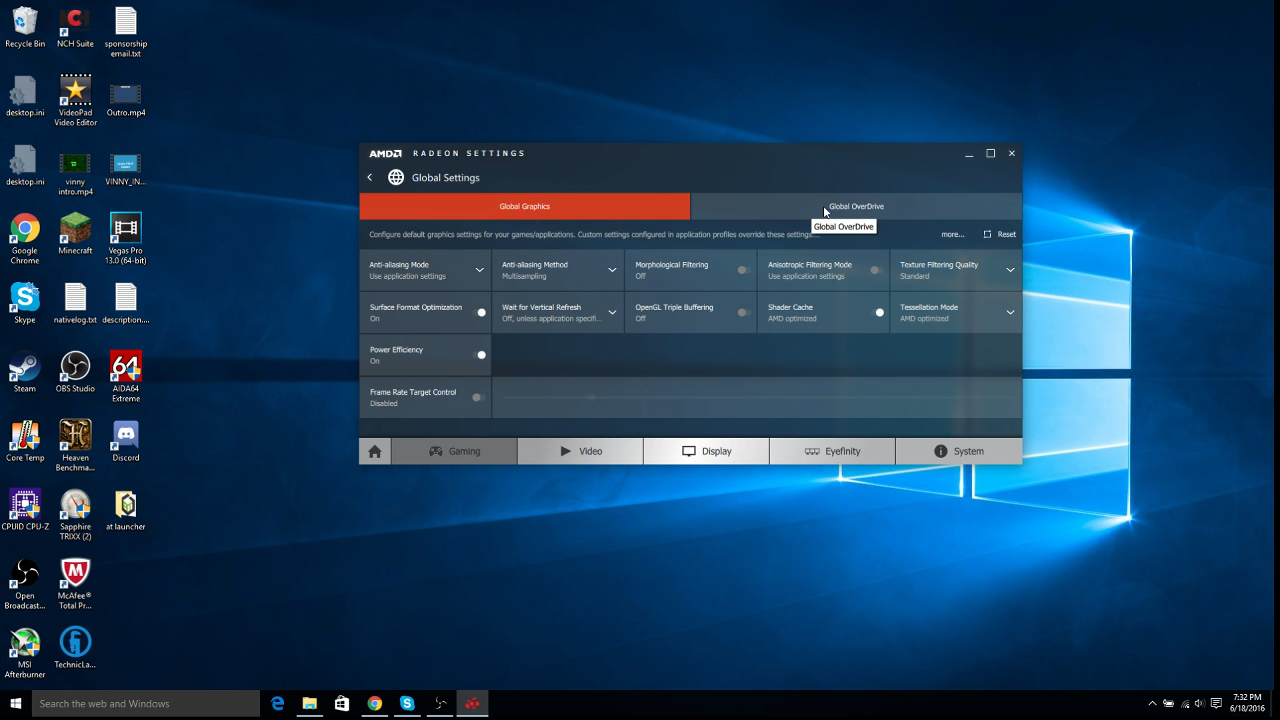 Recycle Bin
NCH Suite
sponsorship
email.txt
desktop.ini
VideoPad
Video Editor
Outro.mp4
desktop.ini
vinny
intro.mp4
VINNY_IN...
Google
Chrome
Minecraft
Vegas Pro
13.0 (64-bit)
Skype
nativelog.txt
description....
Steam
OBS Studio
64
AIDA64
Extreme
Core Temp
Heaven
Benchma...
Discord
CPUID CPU-Z
Sapphire
TRIXX (2)
at launcher
Open
Broadcast...
McAfee®
Total Pr...
MSI
Afterburner
TechnicLa...
AMD RADEON SETTINGS
Global Settings
Global Graphics
Global OverDrive
Global OverDrive
Configure default graphics settings for your games/applications. Custom settings configured in application profiles override these settings...
more...
Reset
Anti-aliasing Mode
Use application settings
Anti-aliasing Method
Multisampling
Morphological Filtering
Off
Anisotropic Filtering Mode
Use application settings
Texture Filtering Quality
Standard
Surface Format Optimization
On
Wait for Vertical Refresh
Off, unless application specifi...
OpenGL Triple Buffering
Off
Shader Cache
AMD optimized
Tessellation Mode
AMD optimized
Power Efficiency
On
Frame Rate Target Control
Disabled
Gaming
Video
Display
Eyefinity
System
Search the web and Windows
7:32 PM
6/18/2016